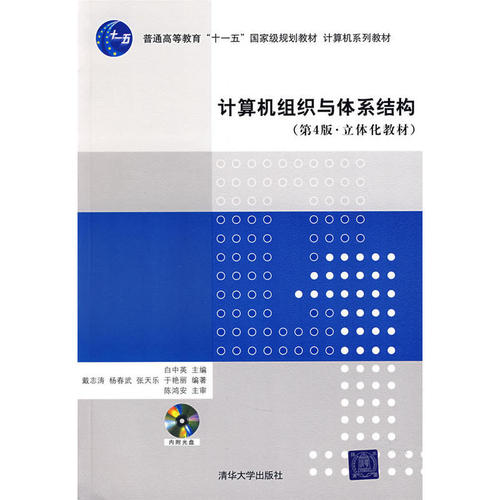 十一五
普通高等教育“十一五”国家级规划教材 计算机系列教材
计算机组织与体系结构
(第4版·立体化教材)
白中英 主编
戴志涛 杨春武 张天乐 于艳丽 编著
陈鸿安 主审
内附光盘
清华大学出版社